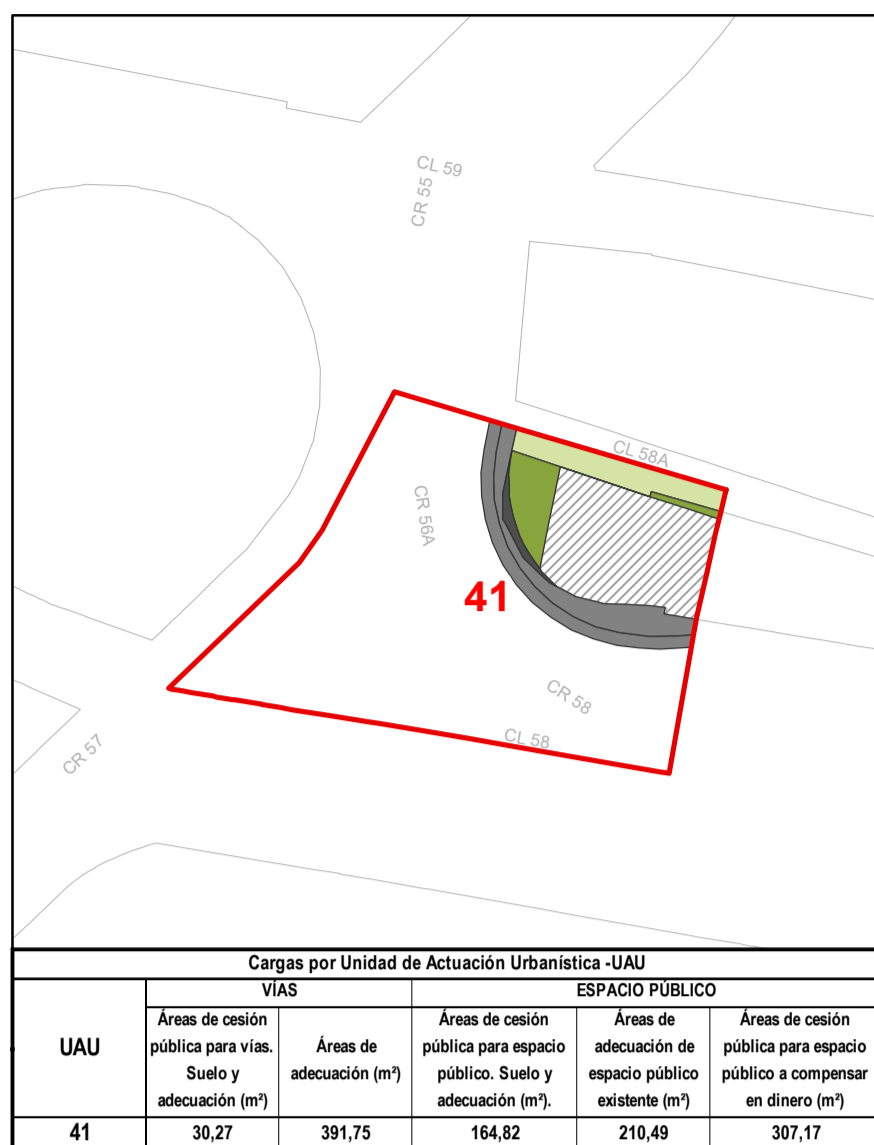 CL 59
CR 55
CL 58A
CR 56A
41
CR 58
CL 58
CR 57
Cargas por Unidad de Actuación Urbanística -UAU
UAU
VÍAS
ESPACIO PÚBLICO
Áreas de cesión
pública para vías.
Suelo y
adecuación (m²)
Áreas de
adecuación (m²)
Áreas de cesión
pública para espacio
público. Suelo y
adecuación (m²).
Áreas de
adecuación de
espacio público
existente (m²)
Áreas de cesión
pública para espacio
público a compensar
en dinero (m²)
41 30,27 391,75 164,82 210,49 307,17